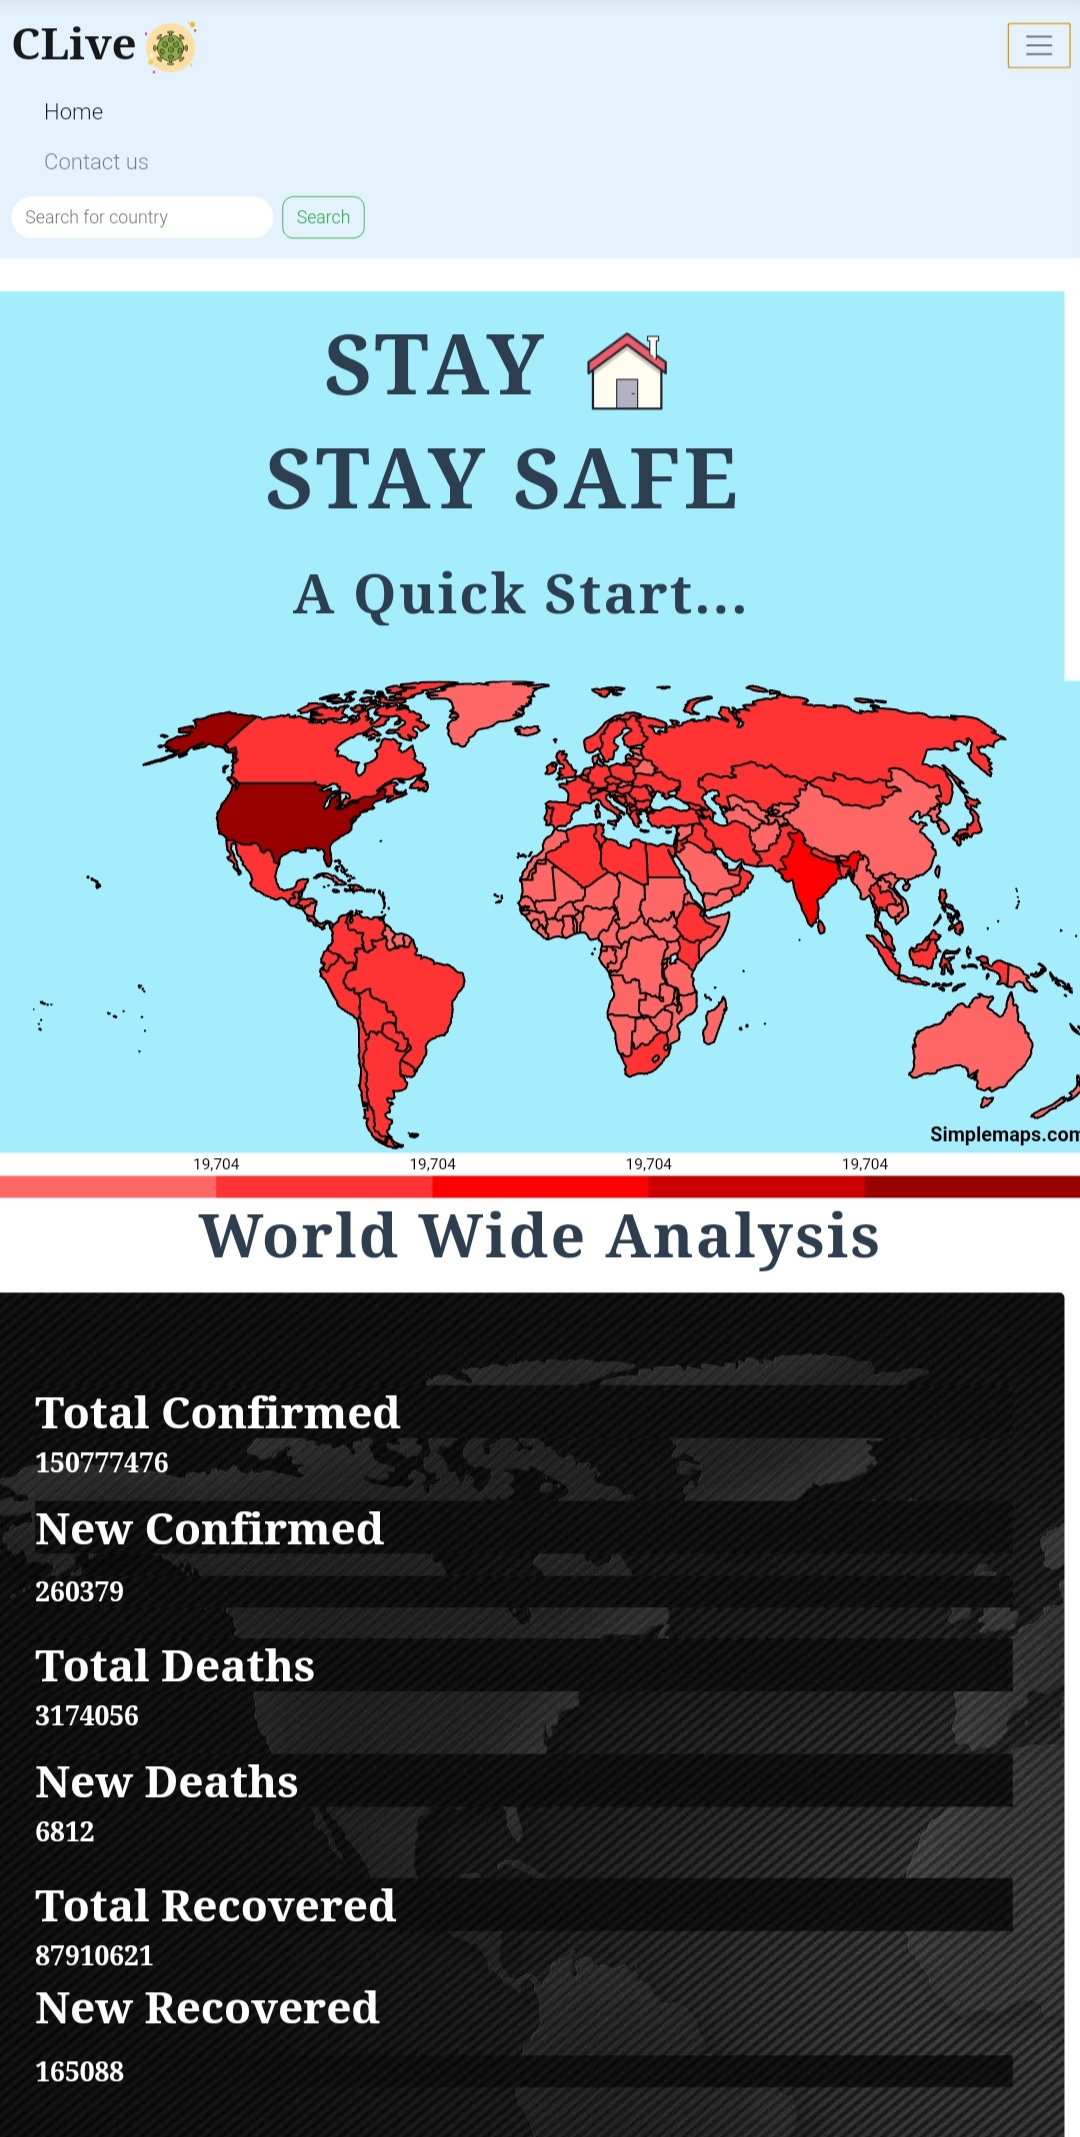 CLive
Home
Contact us
Search for country
Search
STAY
STAY SAFE
A Quick Start...
Simplemaps.com
19,704 19,704 19,704 19,704
World Wide Analysis
Total Confirmed
150777476
New Confirmed
260379
Total Deaths
3174056
New Deaths
6812
Total Recovered
87910621
New Recovered
165088